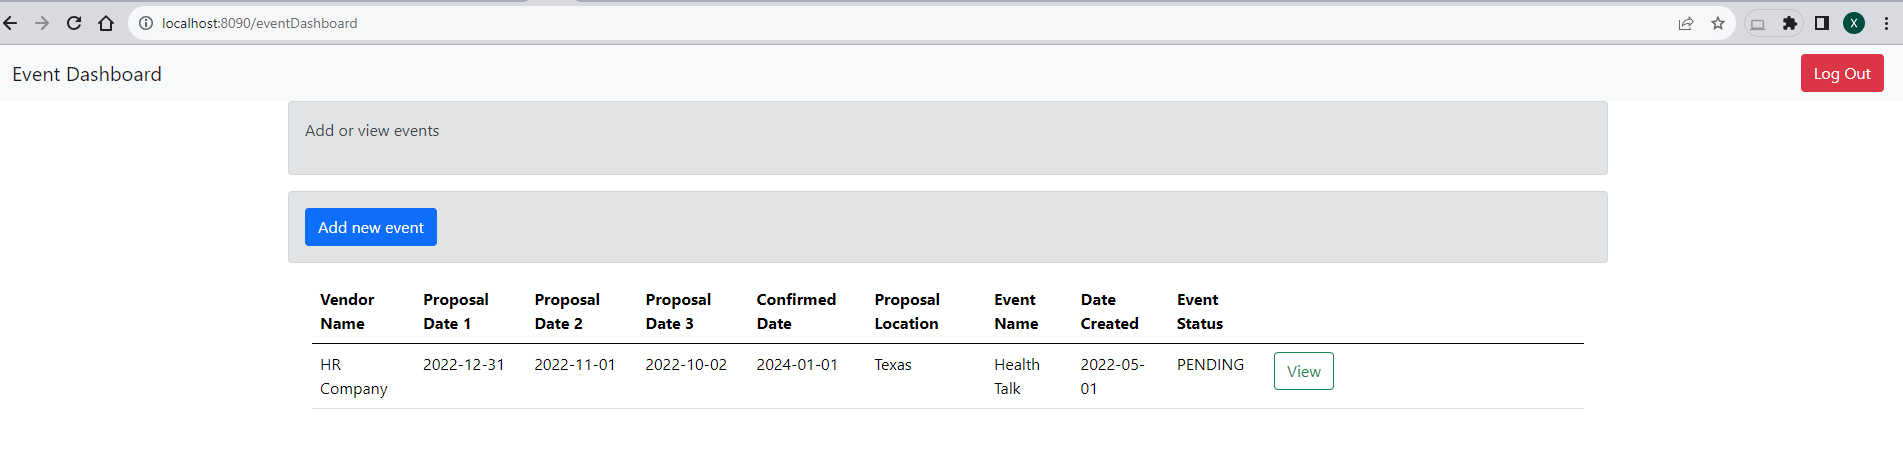 localhost:8090/eventDashboard
X
Event Dashboard
Log Out
Add or view events
Add new event
Vendor Name Proposal Date 1 Proposal Date 2 Proposal Date 3 Confirmed Date Proposal Location Event Name Date Created Event Status
HR Company 2022-12-31 2022-11-01 2022-10-02 2024-01-01 Texas Health Talk 2022-05-01 PENDING View